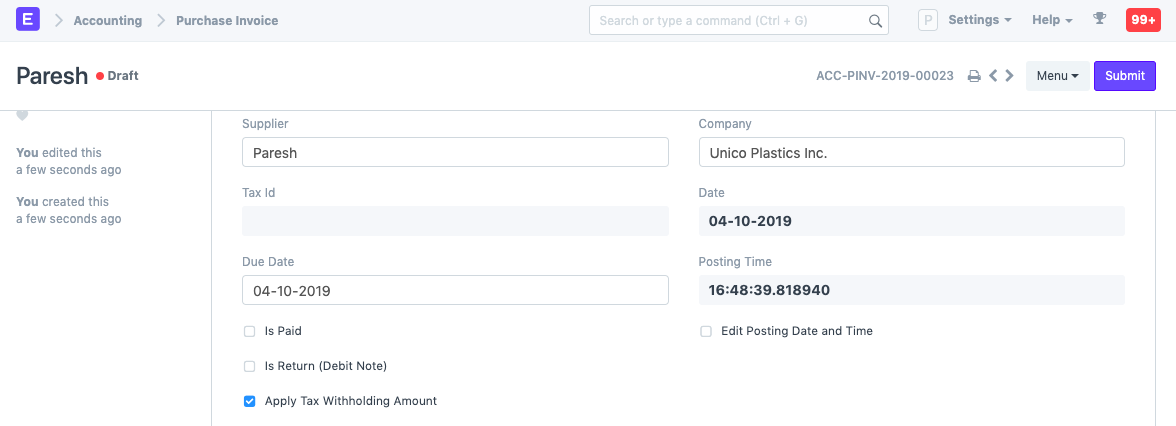 E Accounting Purchase Invoice Search or type a command (Ctrl + G) P Settings Help 99+
Paresh Draft ACC-PINV-2019-00023 Menu Submit
You edited this
a few seconds ago
You created this
a few seconds ago
Supplier
Paresh
Company
Unico Plastics Inc.
Tax Id
Date
04-10-2019
Due Date
04-10-2019
Posting Time
16:48:39.818940
Is Paid
Edit Posting Date and Time
Is Return (Debit Note)
Apply Tax Withholding Amount